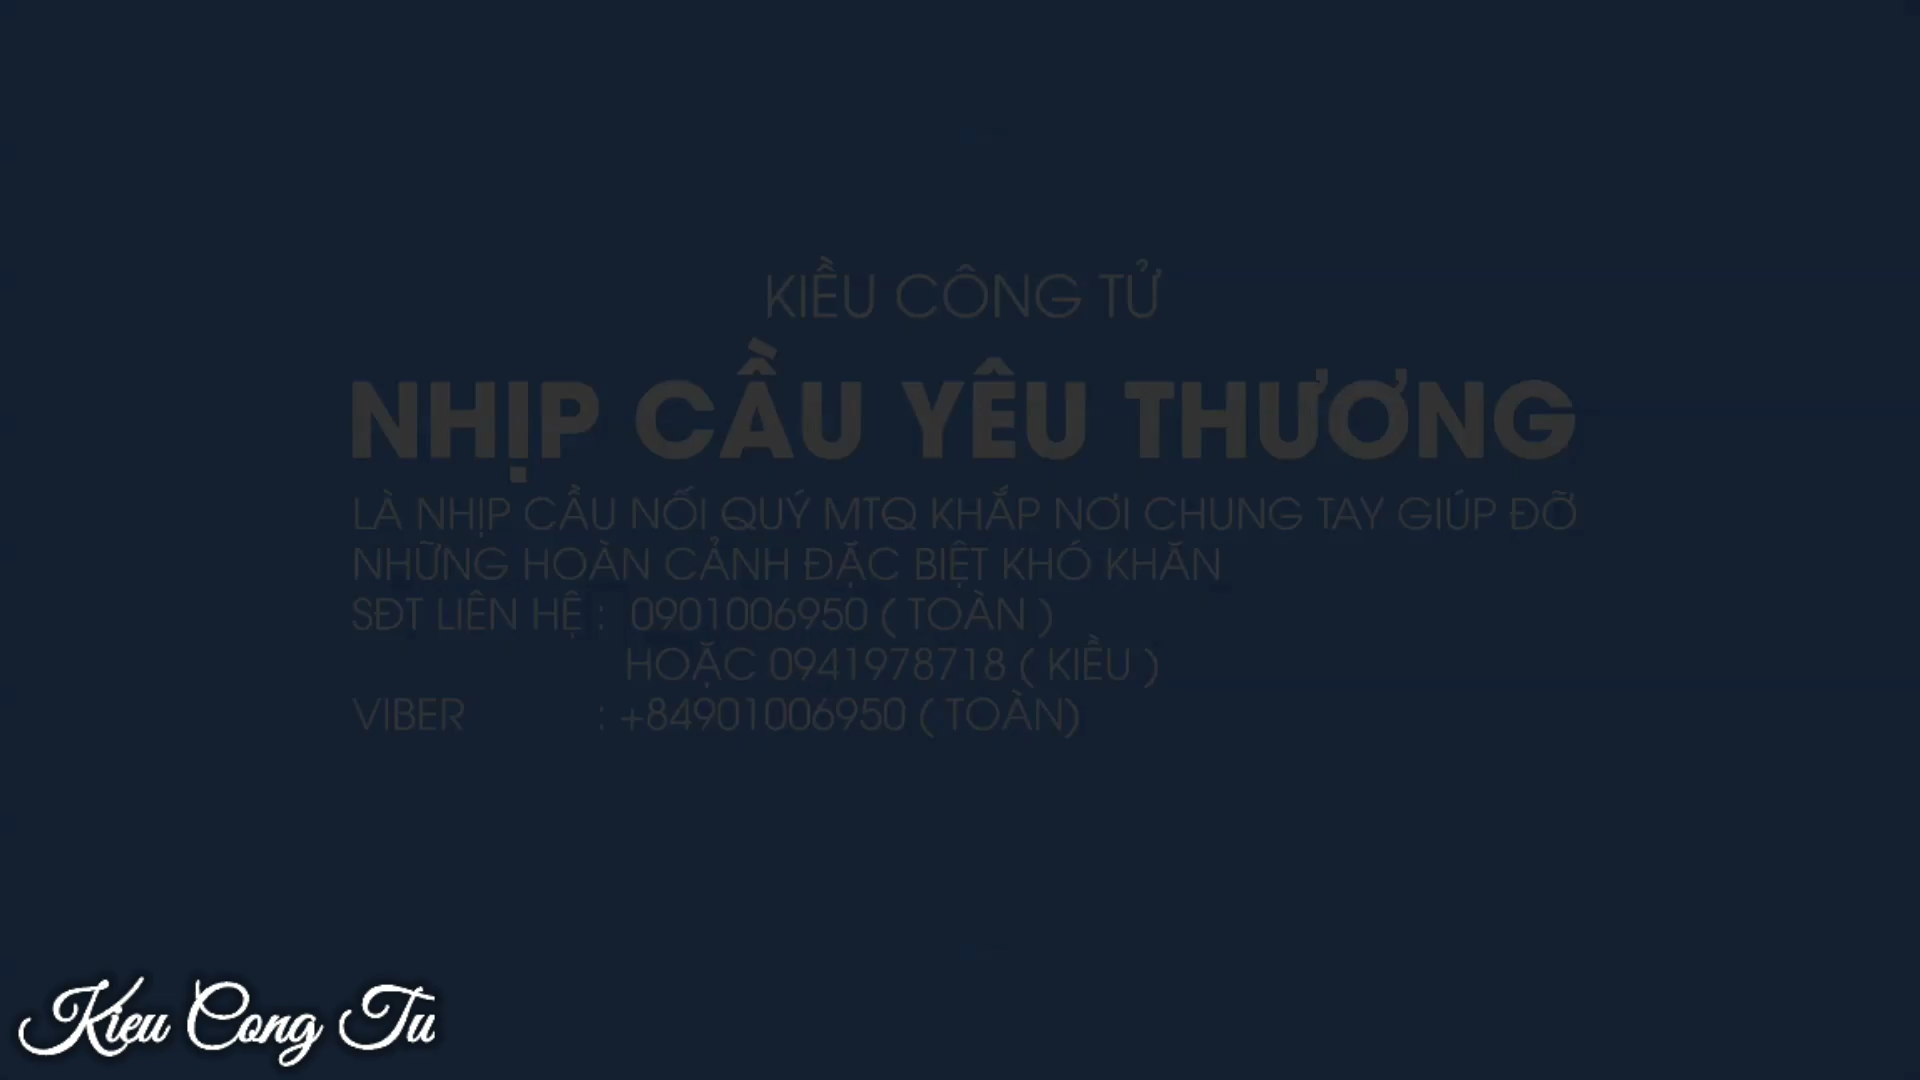 KIỀU CÔNG TỬ
NHỊP CẦU YÊU THƯƠNG
LÀ NHỊP CẦU NỐI QUÝ MTQ KHẮP NƠI CHUNG TAY GIÚP ĐỠ
NHỮNG HOÀN CẢNH ĐẶC BIỆT KHÓ KHĂN
SĐT LIÊN HỆ : 0901006950 ( TOÀN )
HOẶC 0941978718 ( KIỀU )
VIBER : +84901006950 ( TOÀN)
Kieu Cong Tu